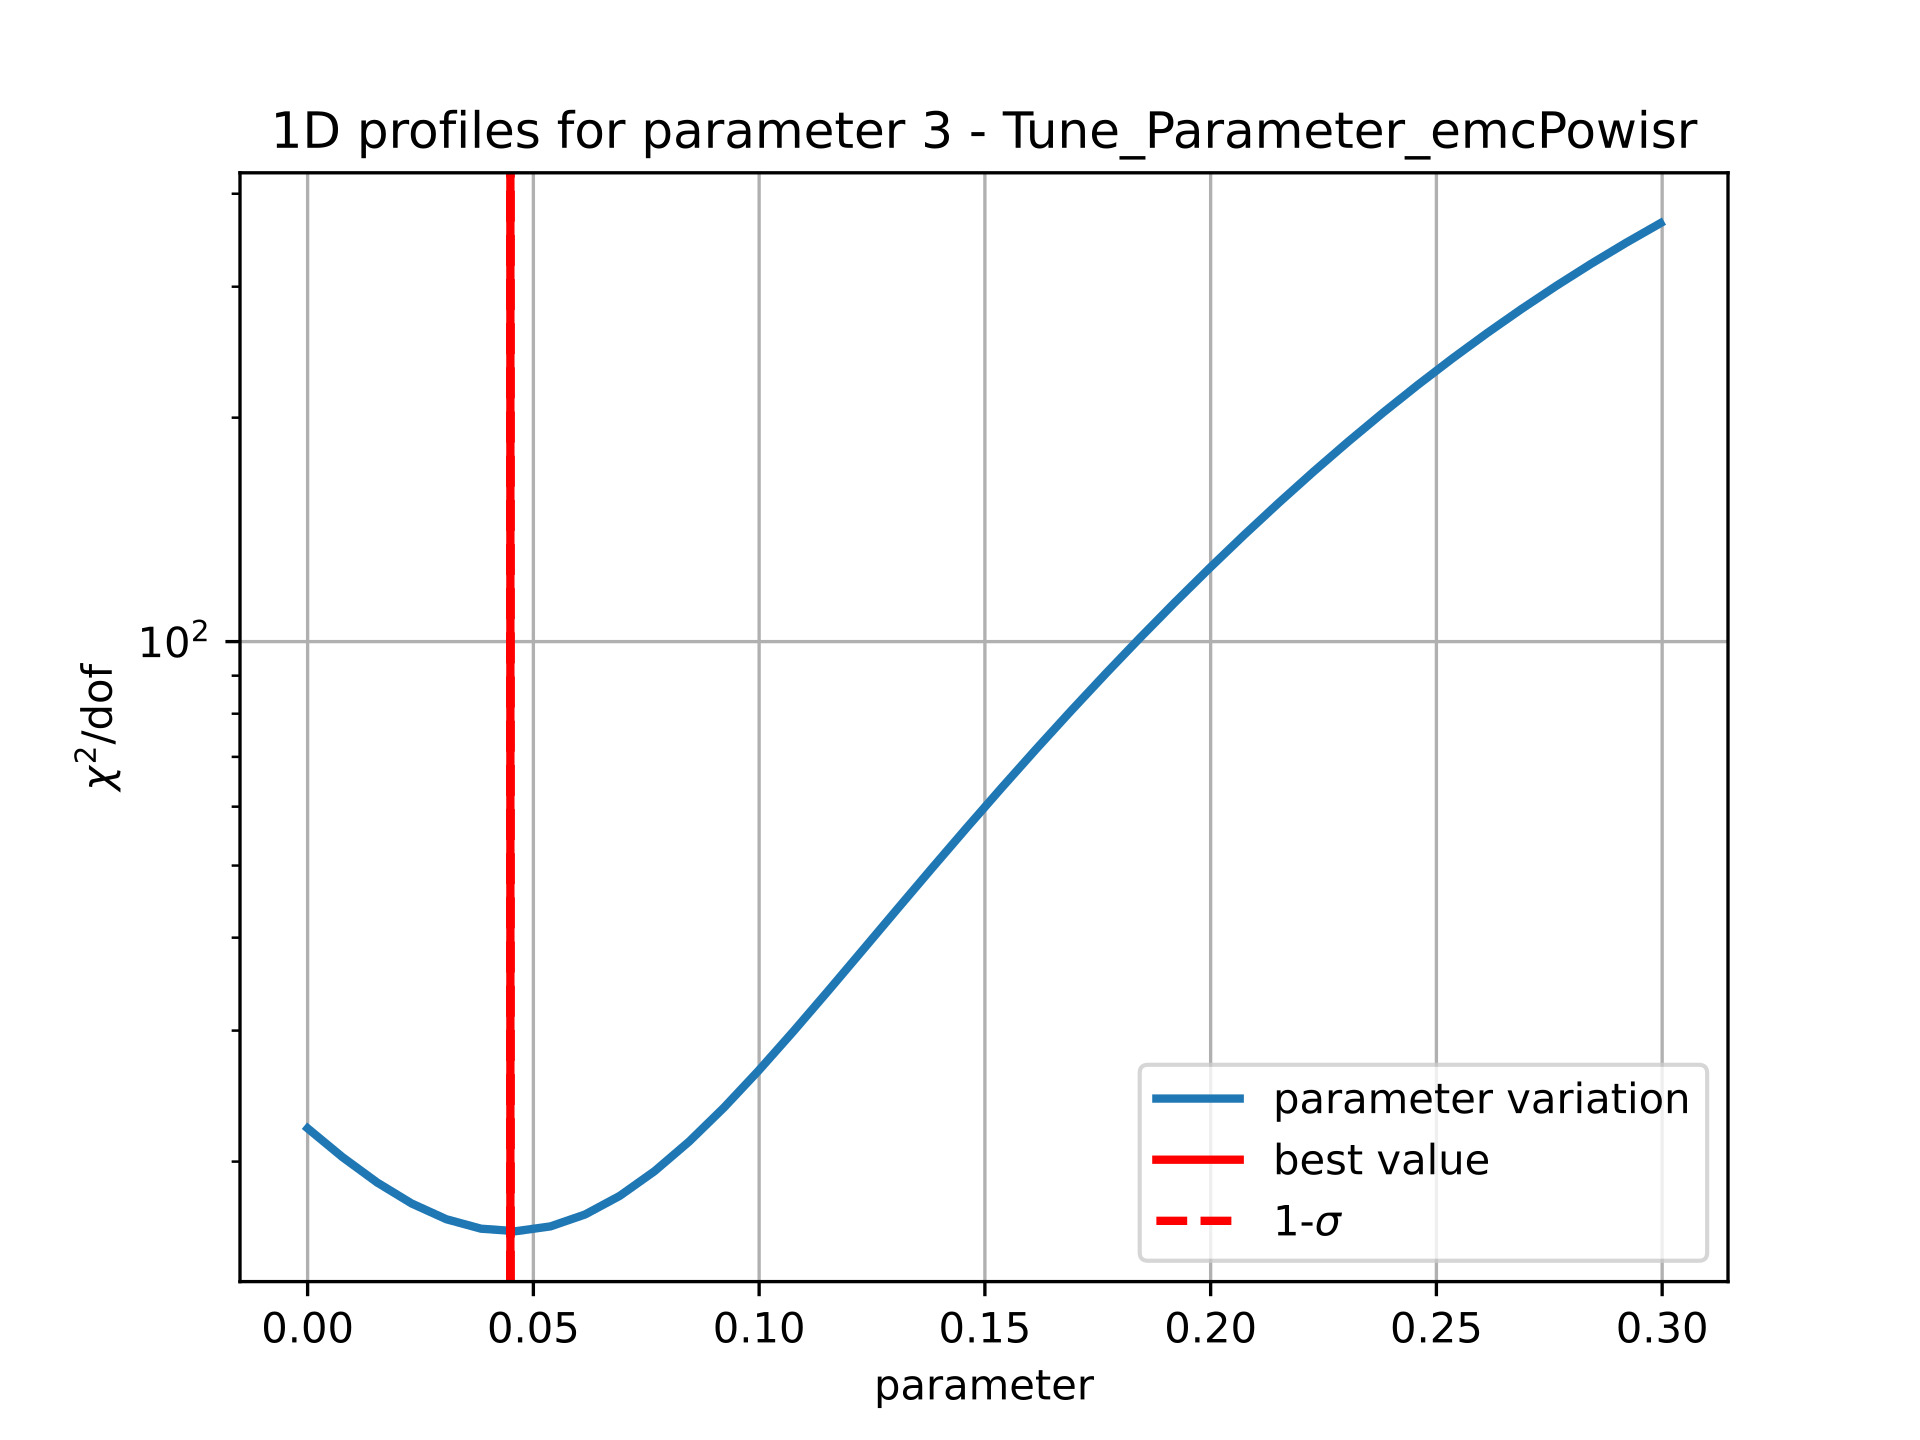 1D profiles for parameter 3 - Tune_Parameter_emcPowisr
χ²/dof
10²
parameter variation
best value
1-σ
0.00 0.05 0.10 0.15 0.20 0.25 0.30
parameter